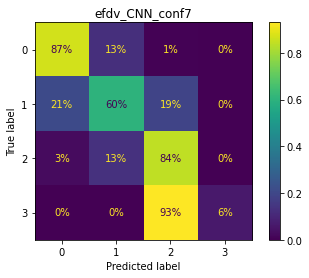 efdv_CNN_conf7
True label
0 87% 13% 1% 0%
1 21% 60% 19% 0%
2 3% 13% 84% 0%
3 0% 0% 93% 6%
0 1 2 3
Predicted label
0.8
0.6
0.4
0.2
0.0